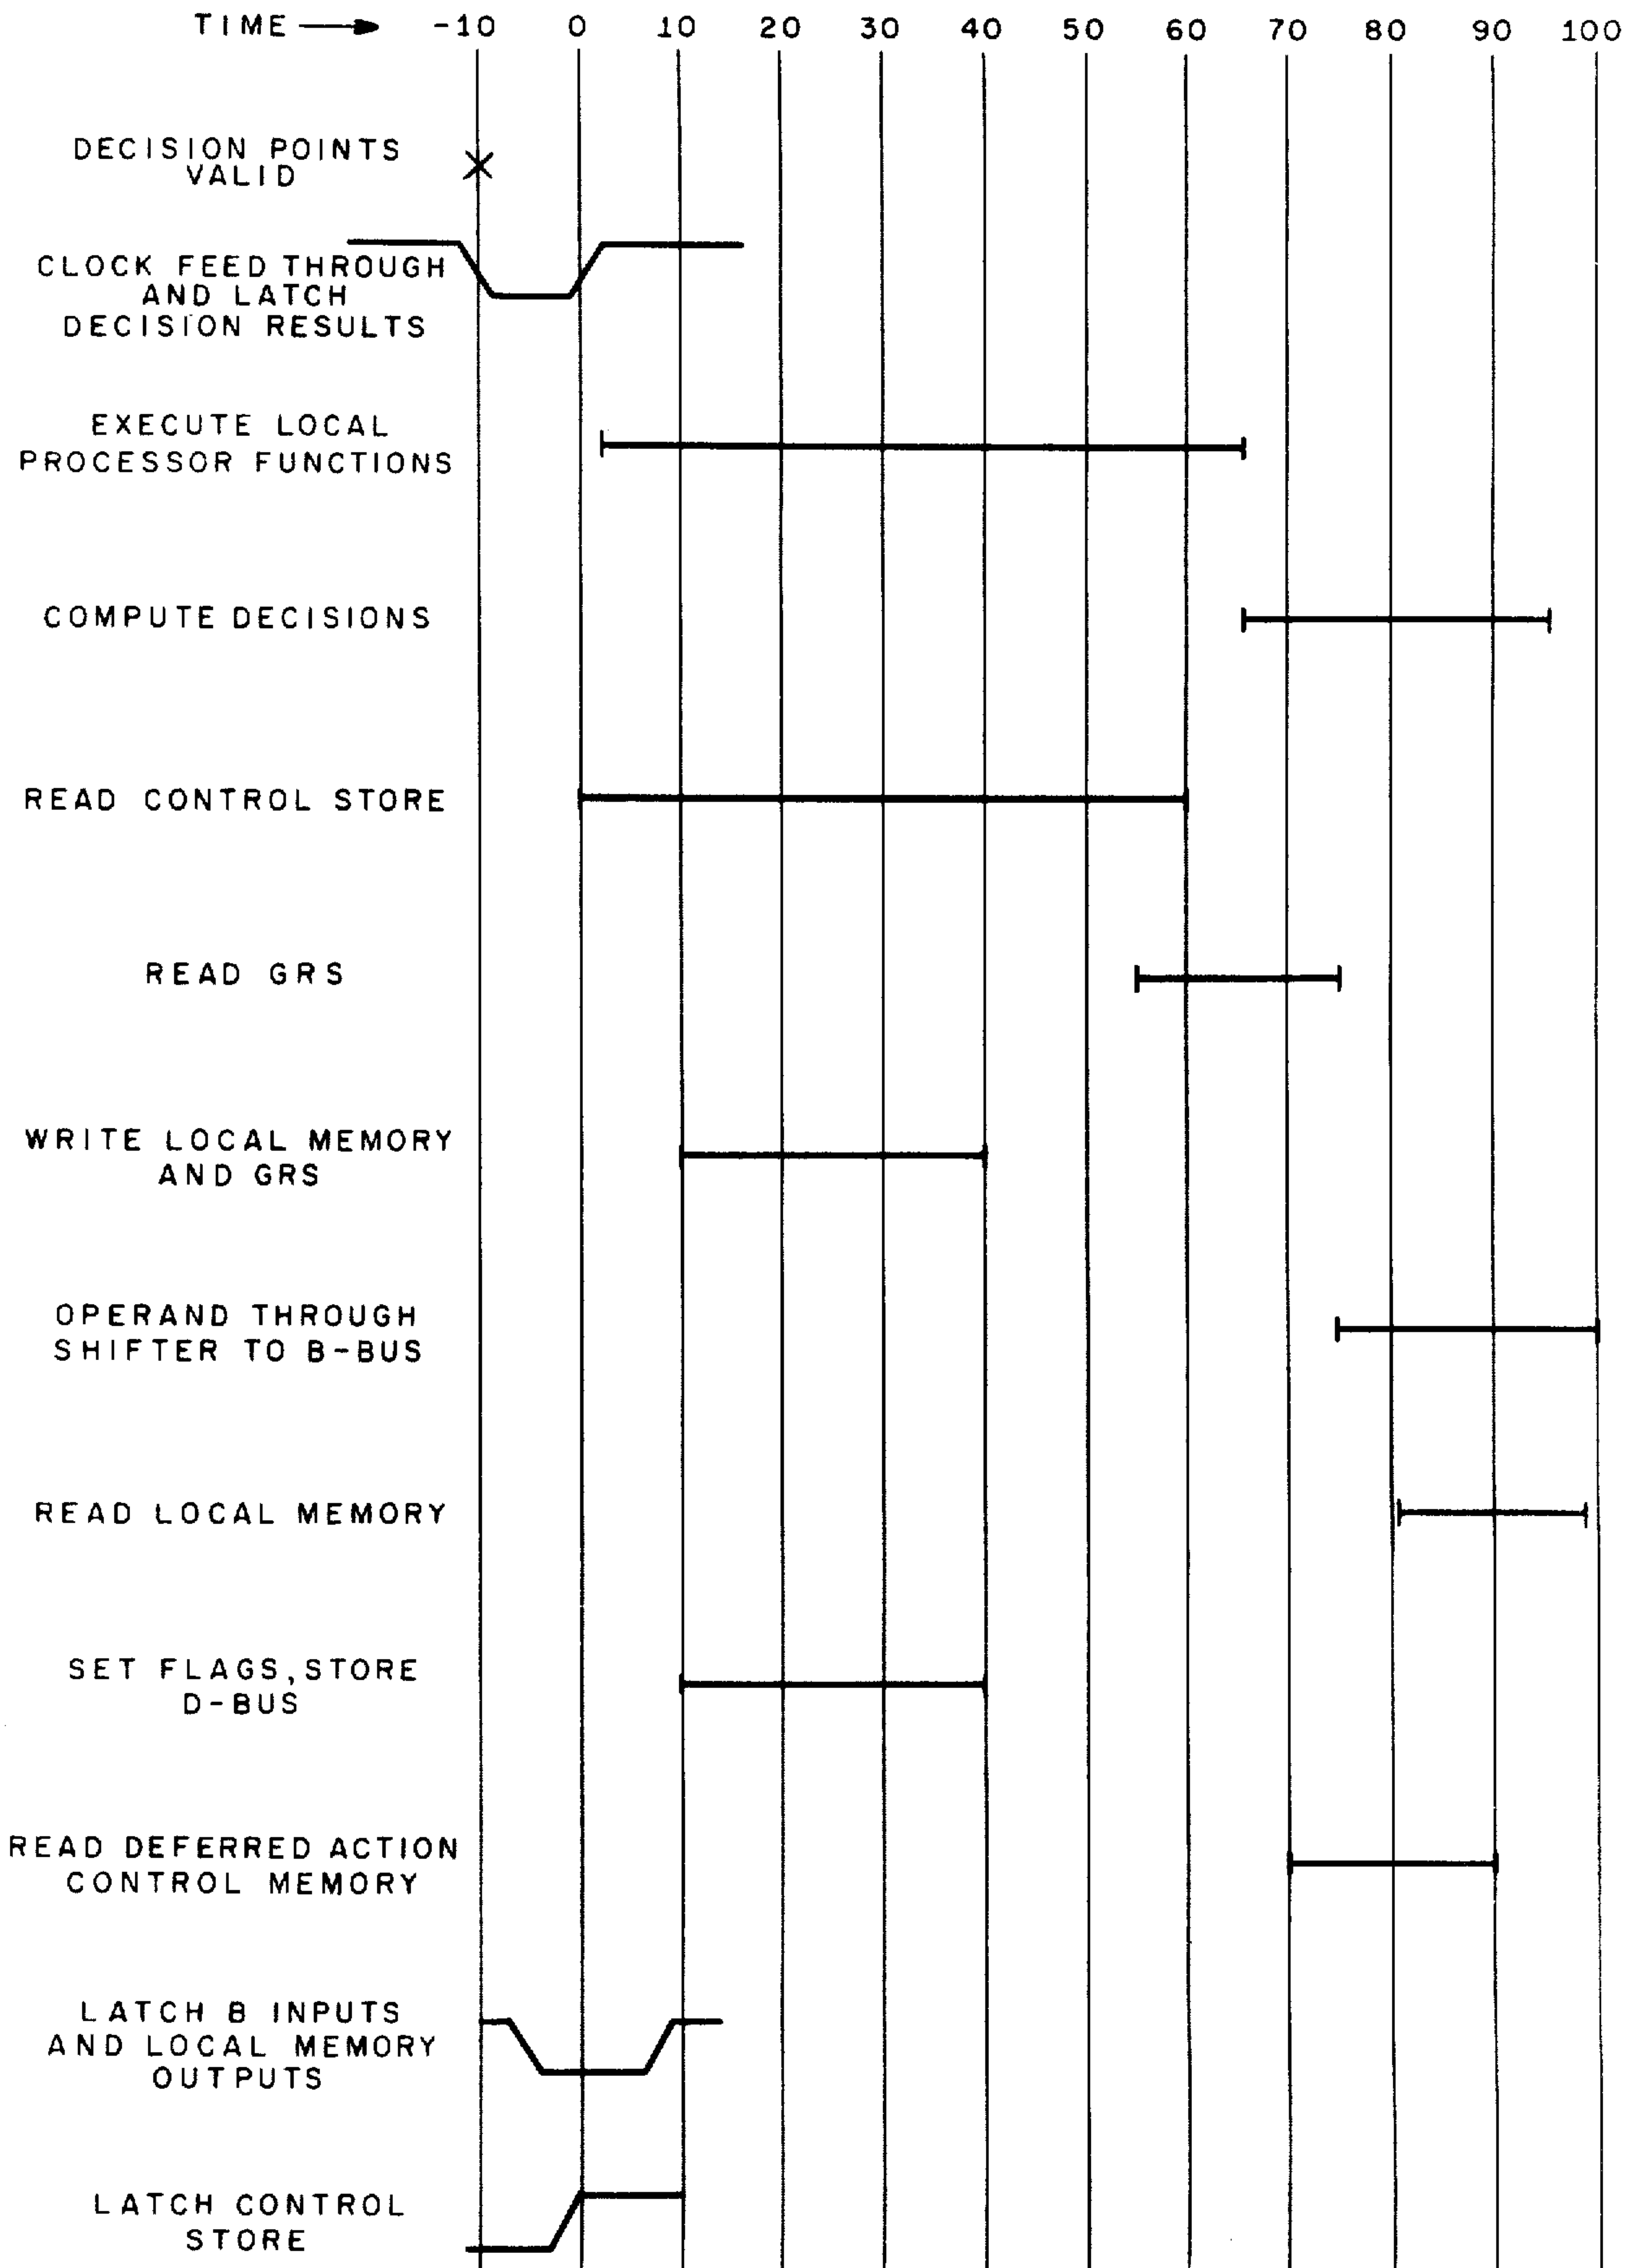 TIME -10 0 10 20 30 40 50 60 70 80 90 100
DECISION POINTS
VALID
CLOCK FEED THROUGH
AND LATCH
DECISION RESULTS
EXECUTE LOCAL
PROCESSOR FUNCTIONS
COMPUTE DECISIONS
READ CONTROL STORE
READ GRS
WRITE LOCAL MEMORY
AND GRS
OPERAND THROUGH
SHIFTER TO B-BUS
READ LOCAL MEMORY
SET FLAGS, STORE
D-BUS
READ DEFERRED ACTION
CONTROL MEMORY
LATCH B INPUTS
AND LOCAL MEMORY
OUTPUTS
LATCH CONTROL
STORE